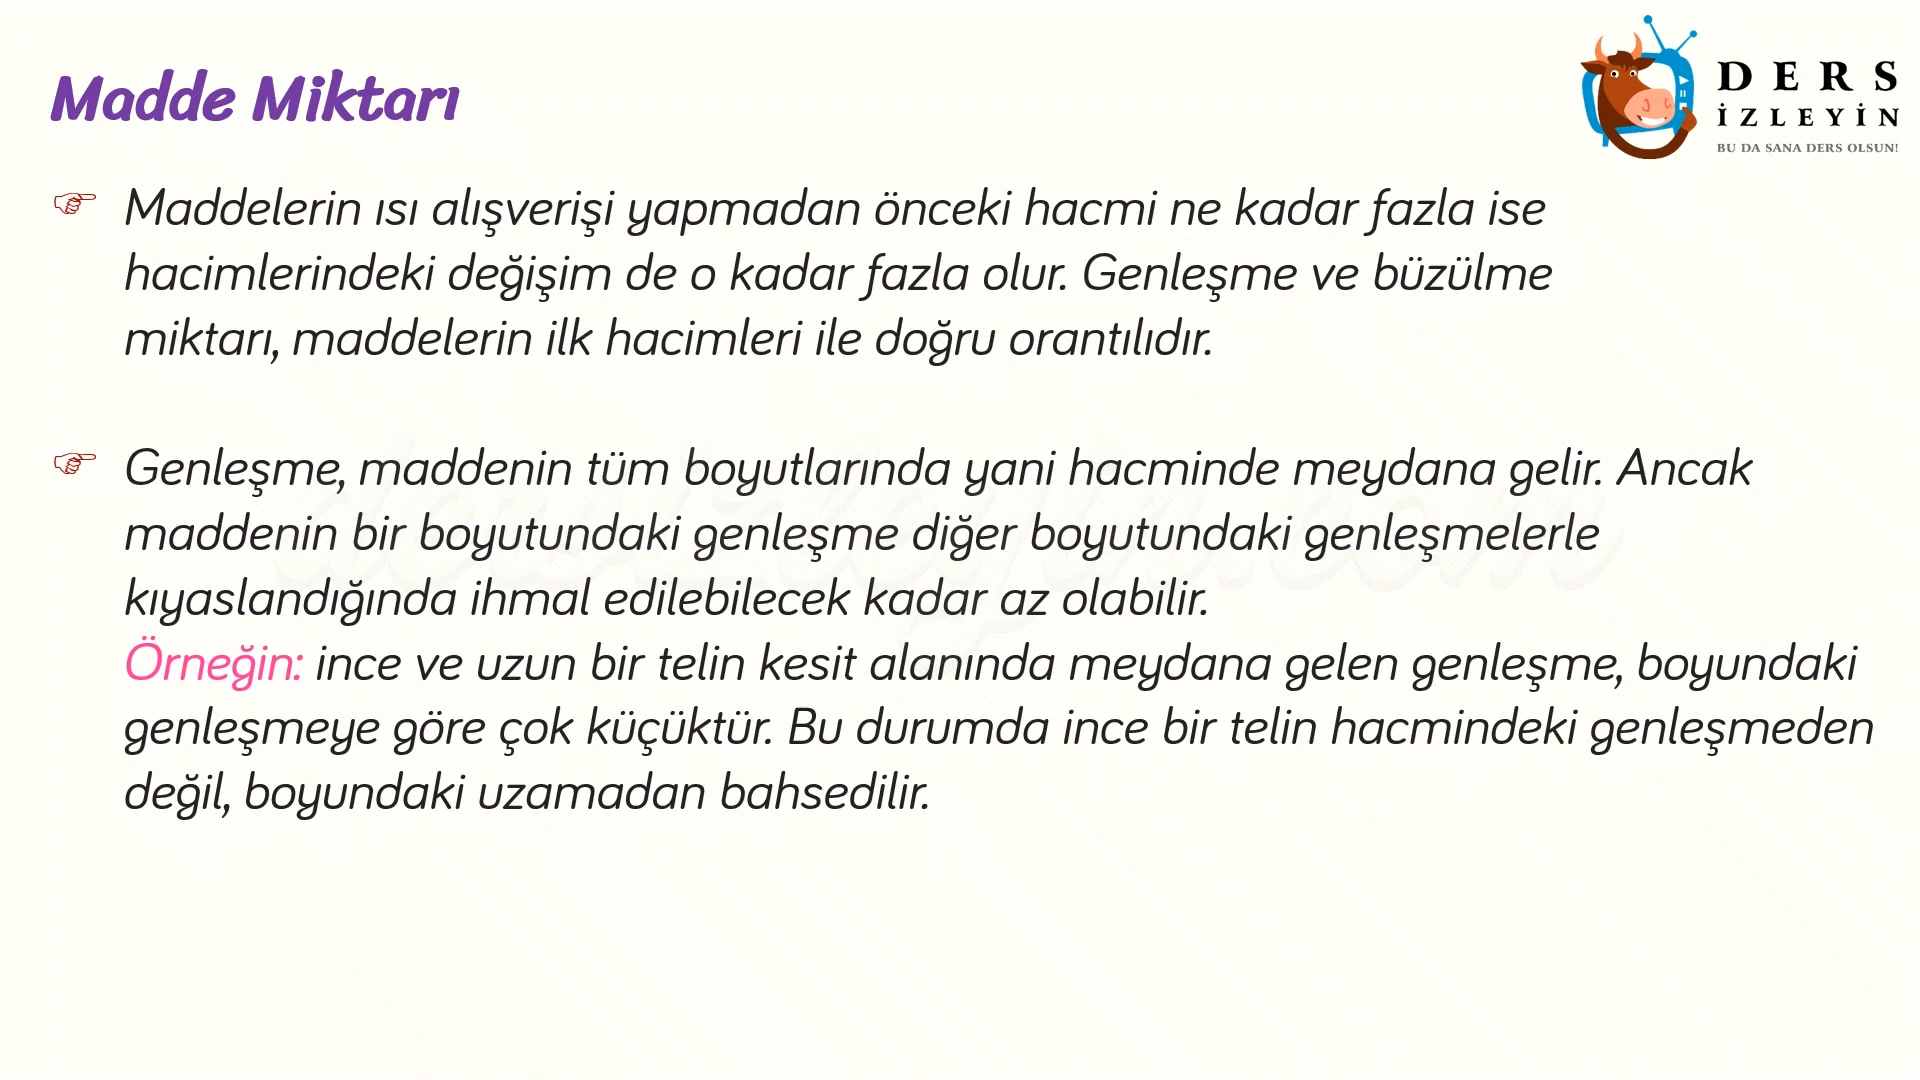 Madde Miktarı
DERS
İZLEYİN
BU DA SANA DERS OLSUN!
Maddelerin ısı alışverişi yapmadan önceki hacmi ne kadar fazla ise
hacimlerindeki değişim de o kadar fazla olur. Genleşme ve büzülme
miktarı, maddelerin ilk hacimleri ile doğru orantılıdır.
Genleşme, maddenin tüm boyutlarında yani hacminde meydana gelir. Ancak
maddenin bir boyutundaki genleşme diğer boyutundaki genleşmelerle
kıyaslandığında ihmal edilebilecek kadar az olabilir.
Örneğin: ince ve uzun bir telin kesit alanında meydana gelen genleşme, boyundaki
genleşmeye göre çok küçüktür. Bu durumda ince bir telin hacmindeki genleşmeden
değil, boyundaki uzamadan bahsedilir.